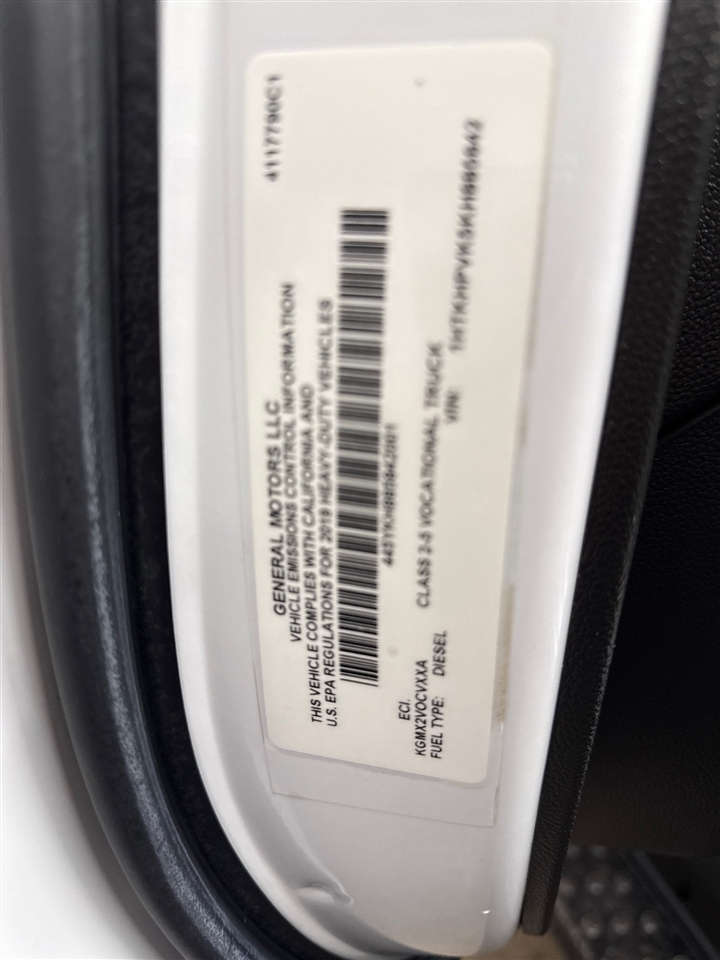 4117790C1
GENERAL MOTORS LLC
VEHICLE EMISSIONS CONTROL INFORMATION
THIS VEHICLE COMPLIES WITH CALIFORNIA AND
U.S. EPA REGULATIONS FOR 2019 HEAVY-DUTY VEHICLES
ECI.
KGMX2VOCVXXA
FUEL TYPE: DIESEL
CLASS 2-5 VOCATIONAL TRUCK
VIN: